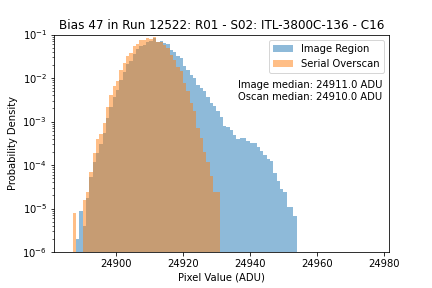 Bias 47 in Run 12522: R01 - S02: ITL-3800C-136 - C16
Image Region
Serial Overscan
Image median: 24911.0 ADU
Oscan median: 24910.0 ADU
Probability Density
10⁻¹
10⁻²
10⁻³
10⁻⁴
10⁻⁵
10⁻⁶
24900 24920 24940 24960 24980
Pixel Value (ADU)